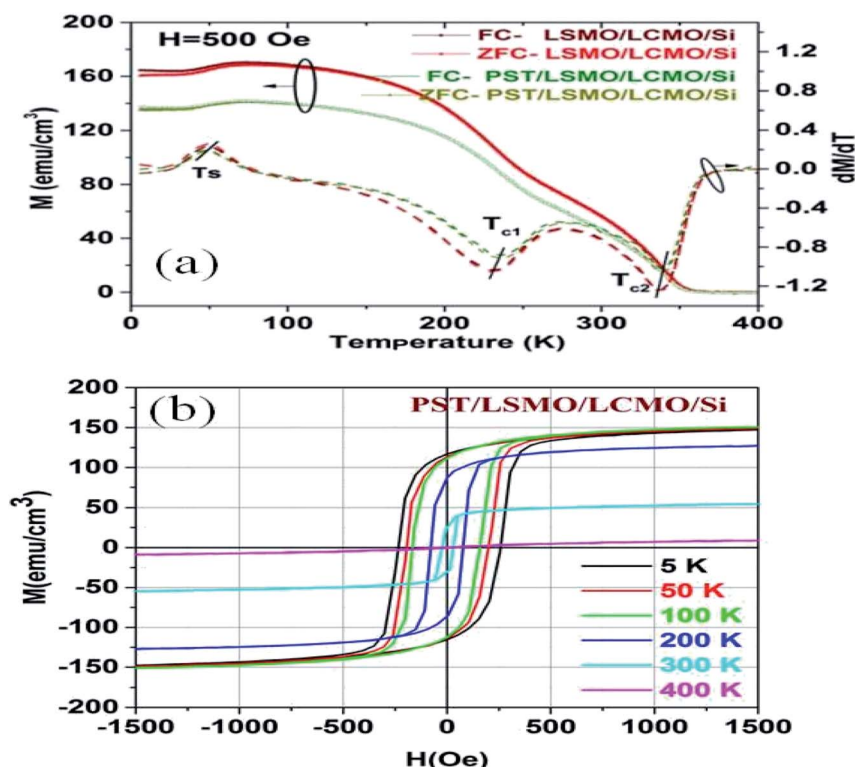 H=500 Oe
FC- LSMO/LCMO/Si
ZFC- LSMO/LCMO/Si
FC- PST/LSMO/LCMO/Si
ZFC- PST/LSMO/LCMO/Si
M (emu/cm³)
200
160
120
80
40
0
dM/dT
1.2
0.8
0.4
0.0
-0.4
-0.8
-1.2
Ts
Tc1
Tc2
(a)
0 100 200 300 400
Temperature (K)
(b)
PST/LSMO/LCMO/Si
M(emu/cm³)
200
150
100
50
0
-50
-100
-150
-200
5 K
50 K
100 K
200 K
300 K
400 K
-1500 -1000 -500 0 500 1000 1500
H(Oe)